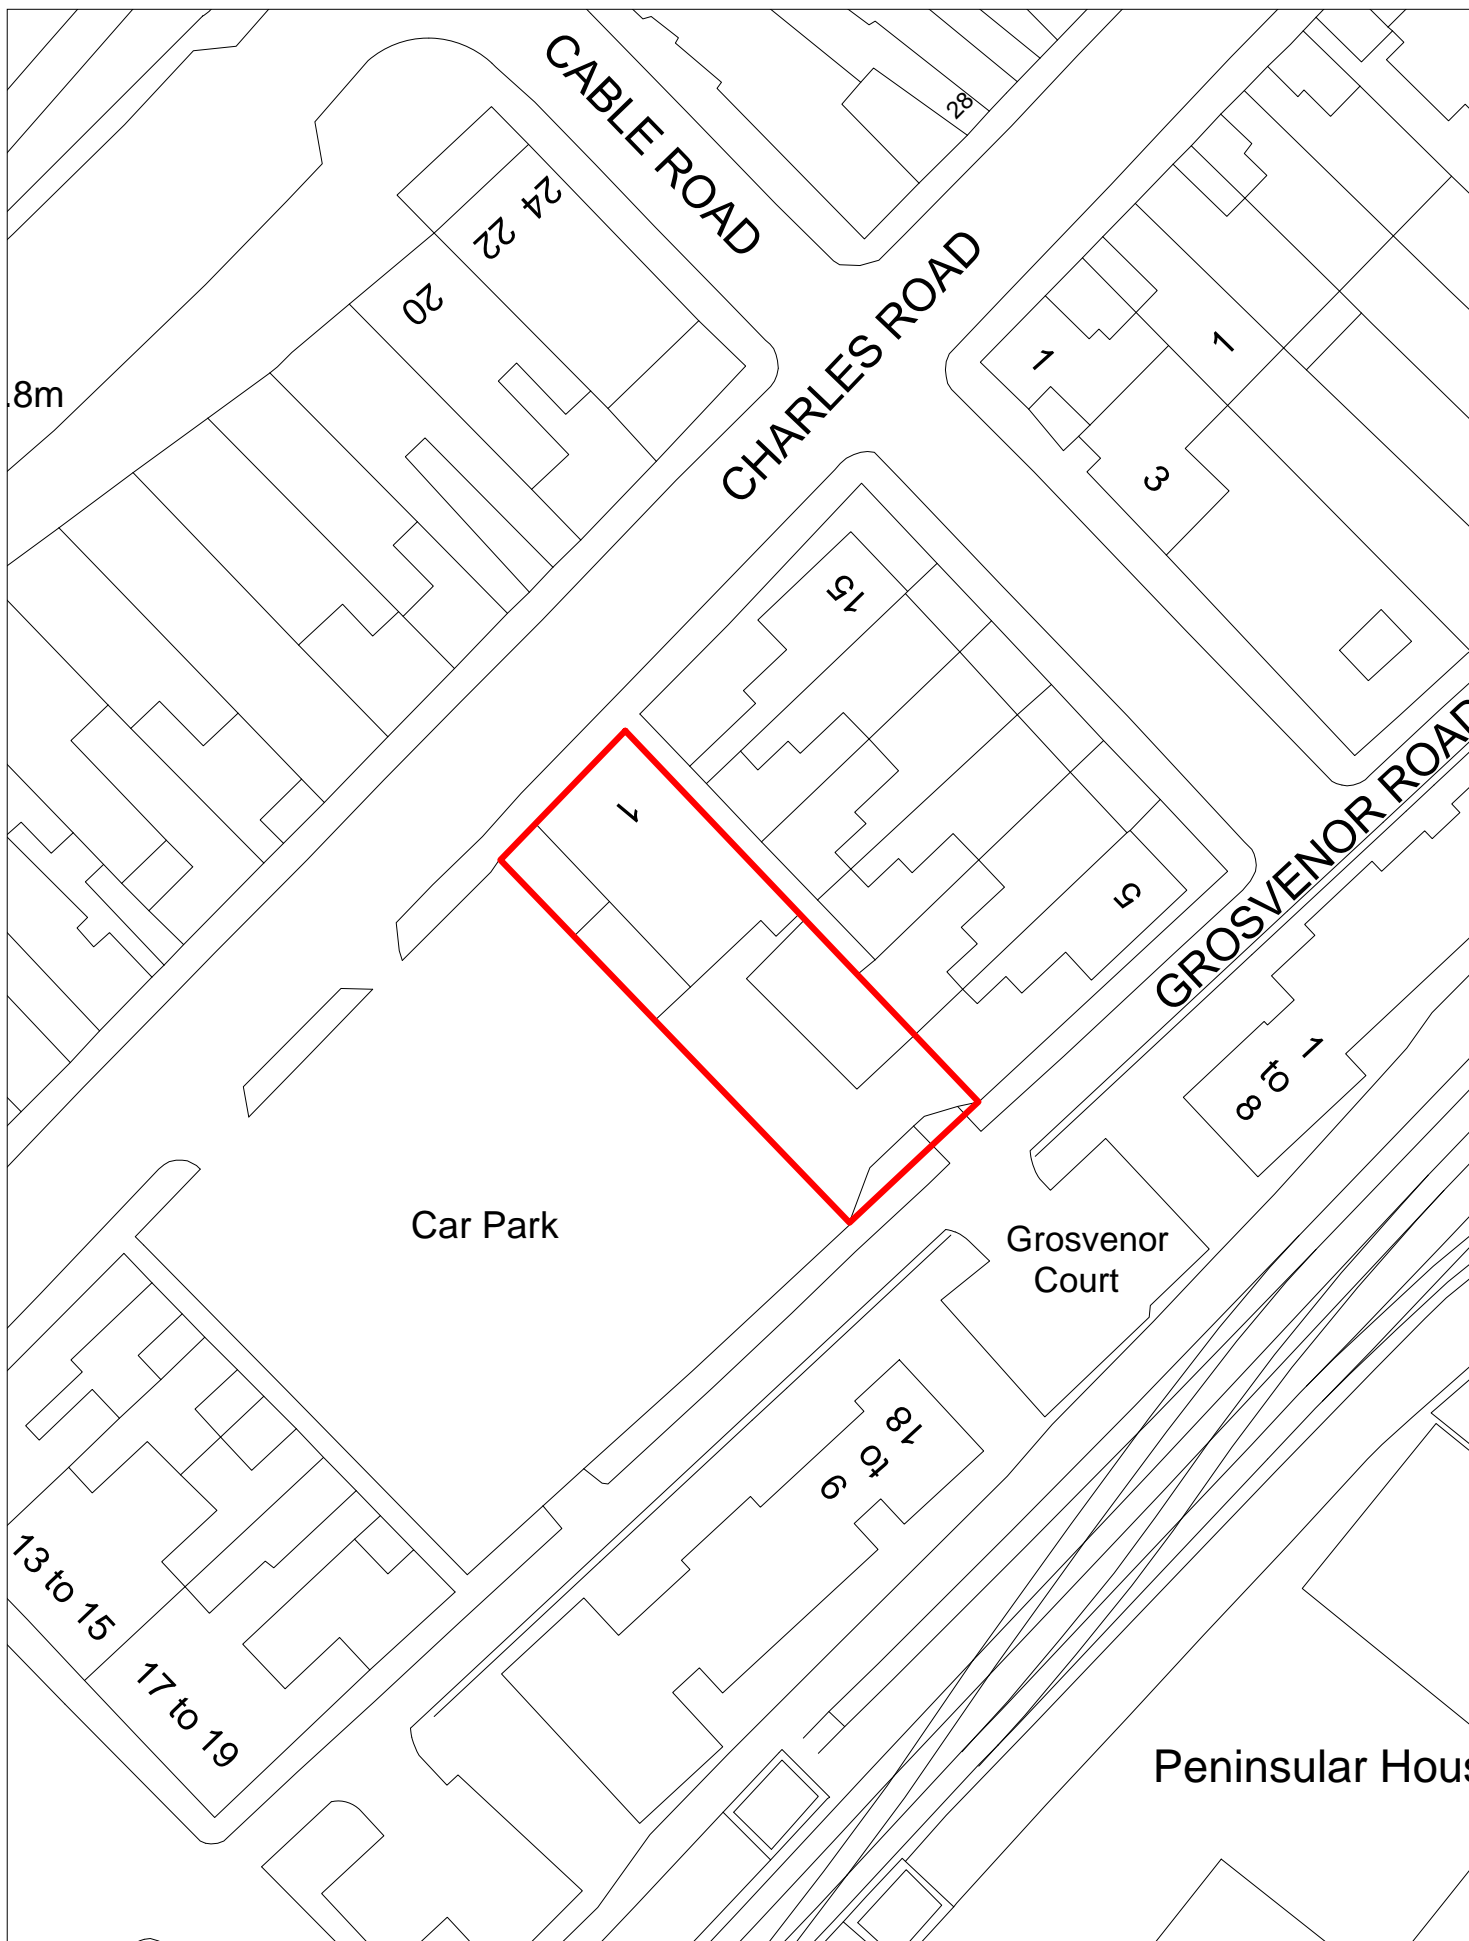 CABLE ROAD
28
24
22
20
CHARLES ROAD
.8m
1
1
3
15
GROSVENOR ROAD
1
5
1
to
8
Car Park
Grosvenor
Court
18
to
9
13 to 15
17 to 19
Peninsular Hous